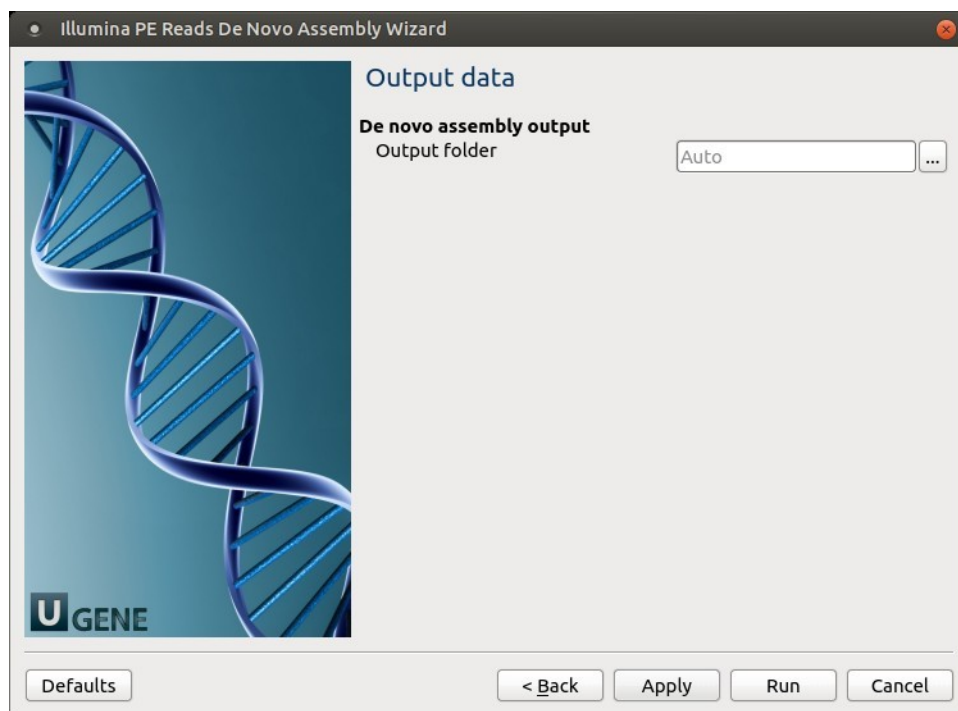 Illumina PE Reads De Novo Assembly Wizard
Output data
De novo assembly output
Output folder
Auto
...
U GENE
Defaults
< Back
Apply
Run
Cancel